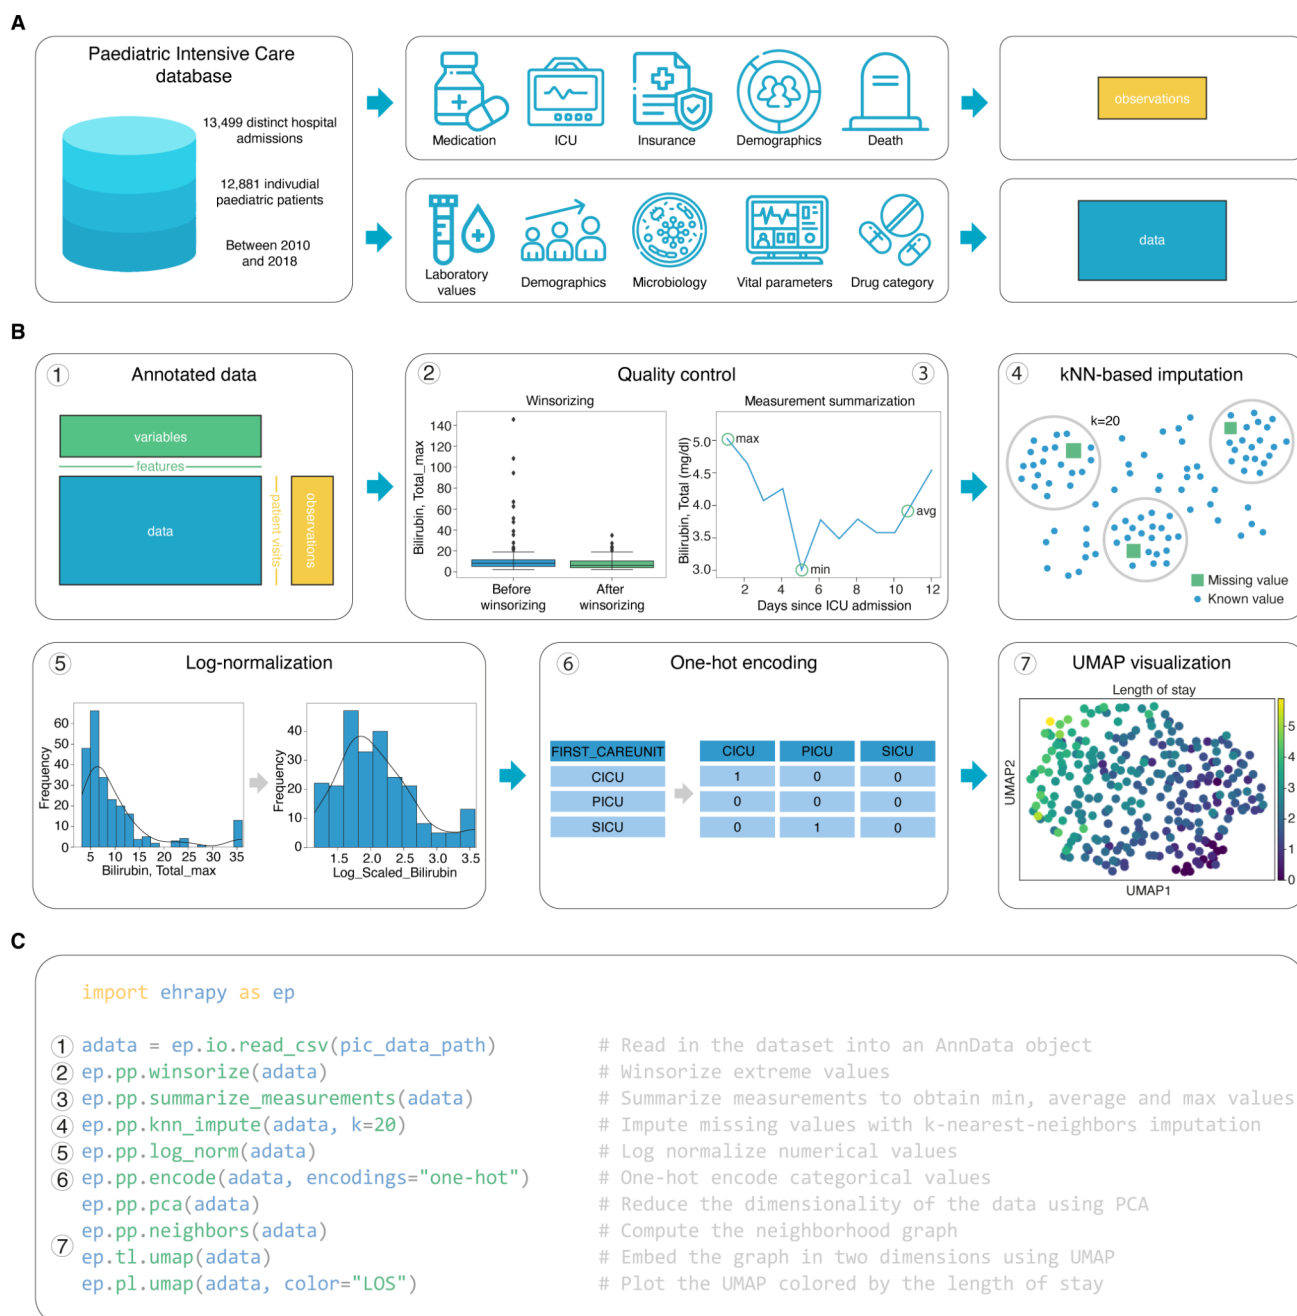 A
Paediatric Intensive Care
database
13,499 distinct hospital
admissions
12,881 indivudial
paediatric patients
Between 2010
and 2018
Medication
ICU
Insurance
Demographics
Death
observations
Laboratory
values
Demographics
Microbiology
Vital parameters
Drug category
data
B
1
Annotated data
variables
features
data
patient visits
observations
2
Quality control
3
Winsorizing
Bilirubin, Total_max
140
120
100
80
60
40
20
0
Before
winsorizing
After
winsorizing
Measurement summarization
Bilirubin, Total (mg/dl)
5.0
4.5
4.0
3.5
3.0
max
avg
min
2 4 6 8 10 12
Days since ICU admission
4
kNN-based imputation
k=20
Missing value
Known value
5
Log-normalization
Frequency
60
50
40
30
20
10
0
5 10 15 20 25 30 35
Bilirubin, Total_max
Frequency
40
30
20
10
0
1.5 2.0 2.5 3.0 3.5
Log_Scaled_Bilirubin
6
One-hot encoding
FIRST_CAREUNIT
CICU
PICU
SICU
CICU PICU SICU
1 0 0
0 0 0
0 1 0
7
UMAP visualization
Length of stay
UMAP2
UMAP1
5
4
3
2
1
0
C
import ehrapy as ep
1 adata = ep.io.read_csv(pic_data_path) # Read in the dataset into an AnnData object
2 ep.pp.winsorize(adata) # Winsorize extreme values
3 ep.pp.summarize_measurements(adata) # Summarize measurements to obtain min, average and max values
4 ep.pp.knn_impute(adata, k=20) # Impute missing values with k-nearest-neighbors imputation
5 ep.pp.log_norm(adata) # Log normalize numerical values
6 ep.pp.encode(adata, encodings="one-hot") # One-hot encode categorical values
ep.pp.pca(adata) # Reduce the dimensionality of the data using PCA
ep.pp.neighbors(adata) # Compute the neighborhood graph
7
ep.tl.umap(adata) # Embed the graph in two dimensions using UMAP
ep.pl.umap(adata, color="LOS") # Plot the UMAP colored by the length of stay